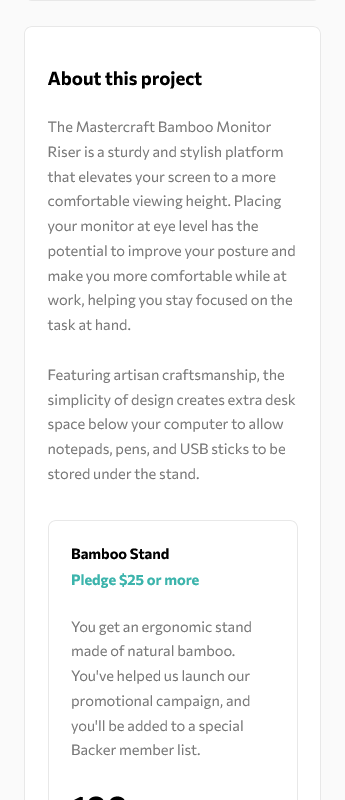 About this project
The Mastercraft Bamboo Monitor
Riser is a sturdy and stylish platform
that elevates your screen to a more
comfortable viewing height. Placing
your monitor at eye level has the
potential to improve your posture and
make you more comfortable while at
work, helping you stay focused on the
task at hand.
Featuring artisan craftsmanship, the
simplicity of design creates extra desk
space below your computer to allow
notepads, pens, and USB sticks to be
stored under the stand.
Bamboo Stand
Pledge $25 or more
You get an ergonomic stand
made of natural bamboo.
You've helped us launch our
promotional campaign, and
you'll be added to a special
Backer member list.